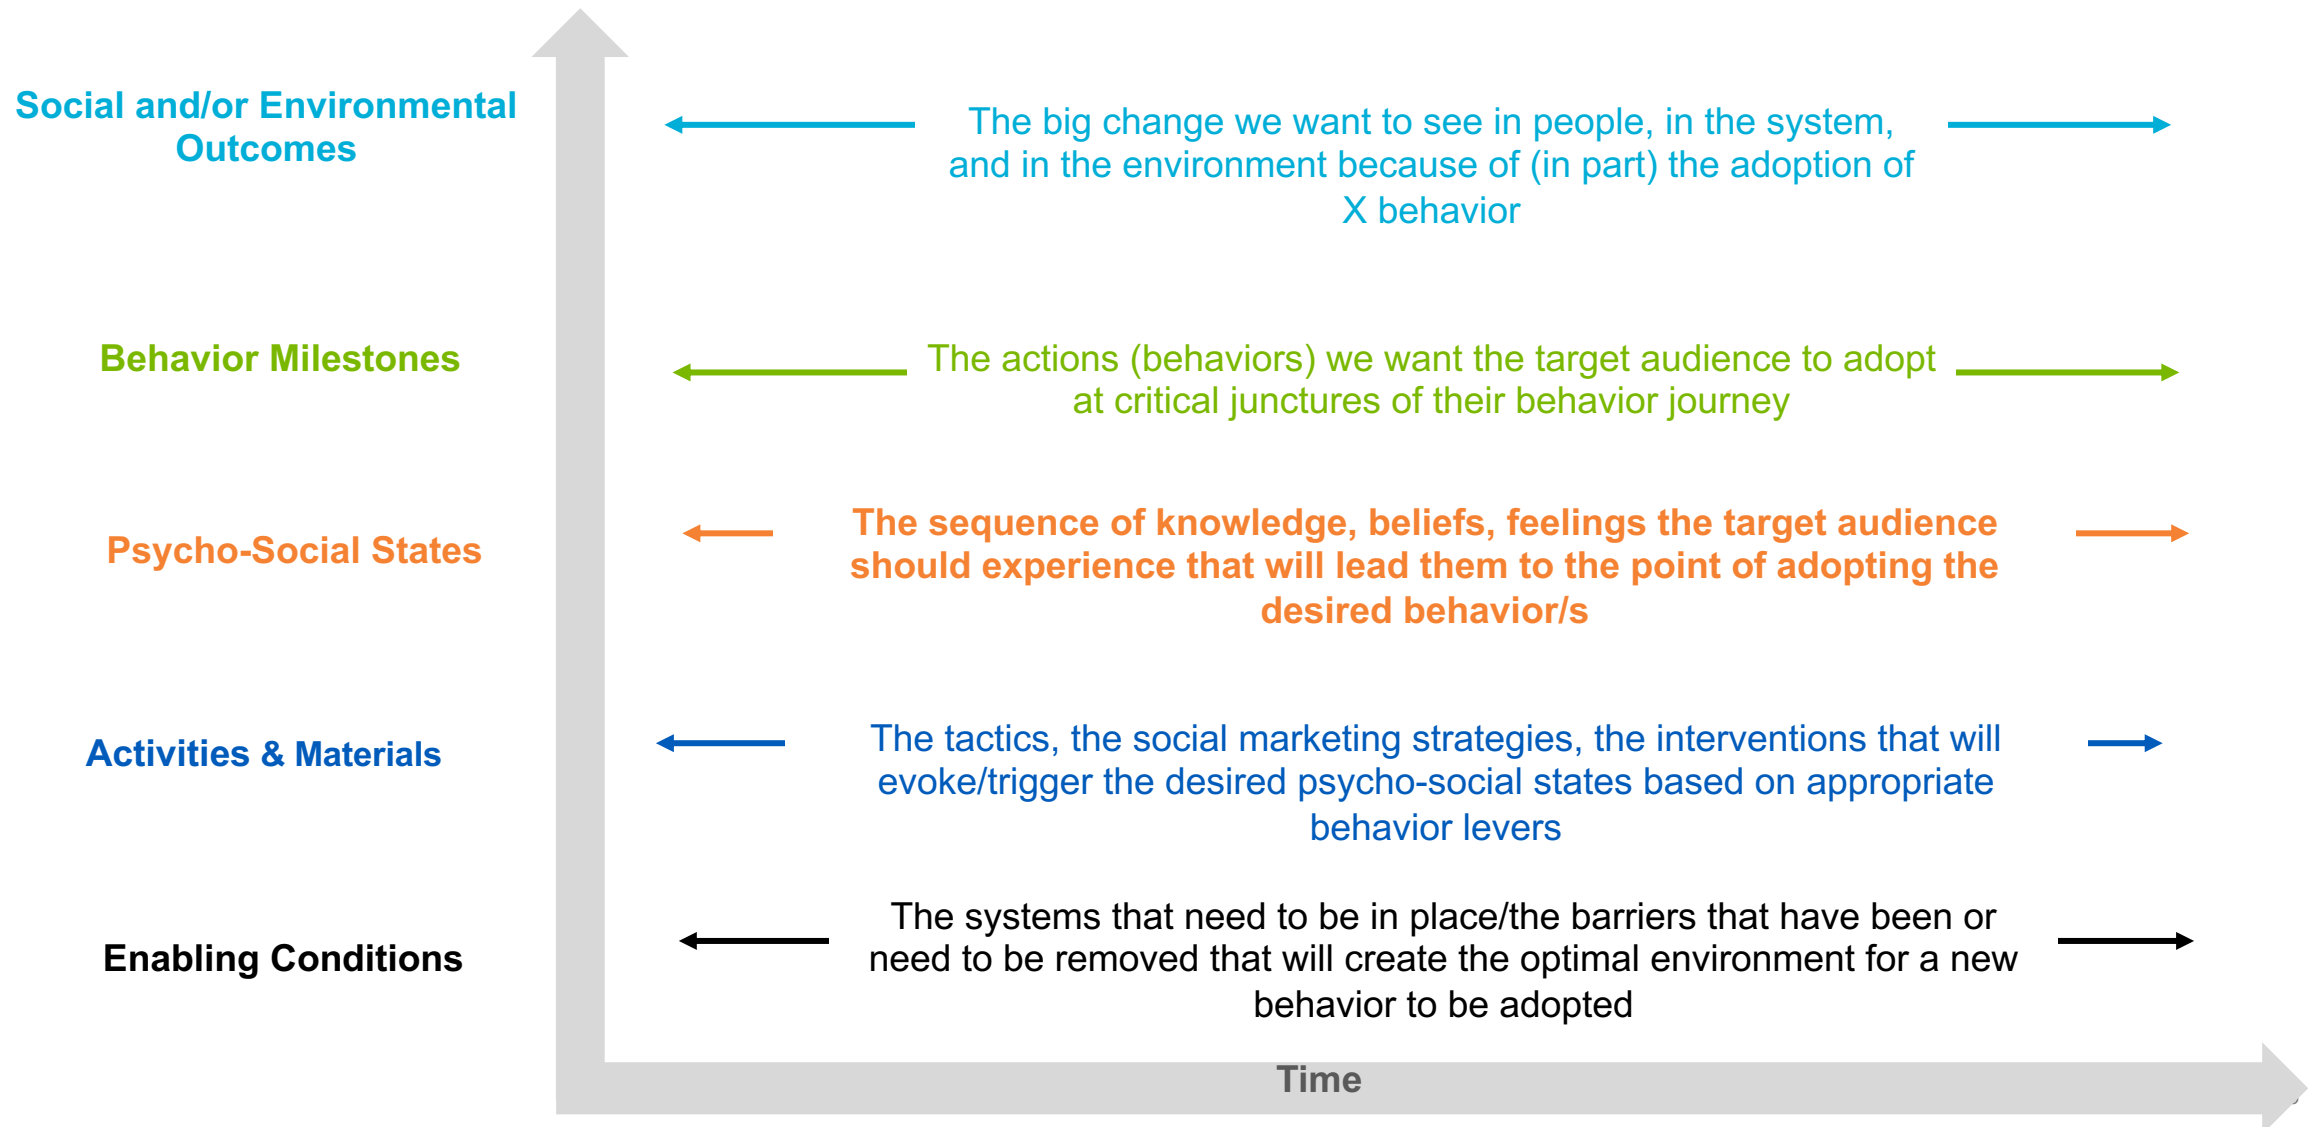 Social and/or Environmental
Outcomes
The big change we want to see in people, in the system,
and in the environment because of (in part) the adoption of
X behavior
Behavior Milestones
The actions (behaviors) we want the target audience to adopt
at critical junctures of their behavior journey
Psycho-Social States
The sequence of knowledge, beliefs, feelings the target audience
should experience that will lead them to the point of adopting the
desired behavior/s
Activities & Materials
The tactics, the social marketing strategies, the interventions that will
evoke/trigger the desired psycho-social states based on appropriate
behavior levers
Enabling Conditions
The systems that need to be in place/the barriers that have been or
need to be removed that will create the optimal environment for a new
behavior to be adopted
Time